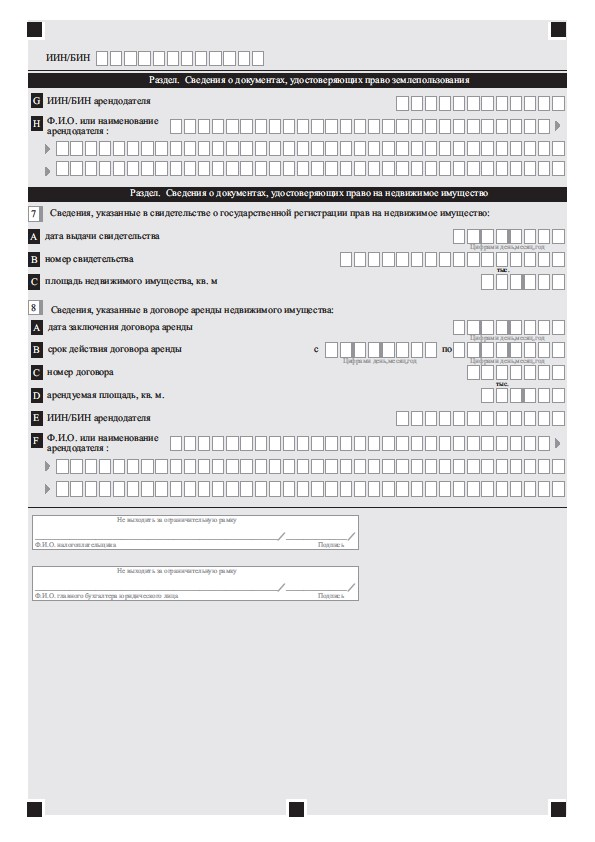 ИИН/БИН
Раздел. Сведения о документах, удостоверяющих право землепользования
G ИИН/БИН арендодателя
H Ф.И.О. или наименование
арендодателя :
Раздел. Сведения о документах, удостоверяющих право на недвижимое имущество
7 Сведения, указанные в свидетельстве о государственной регистрации прав на недвижимое имущество:
A дата выдачи свидетельства
Цифрами день,месяц,год
B номер свидетельства
тыс.
C площадь недвижимого имущества, кв. м
8 Сведения, указанные в договоре аренды недвижимого имущества:
A дата заключения договора аренды
Цифрами день,месяц,год
B срок действия договора аренды с по
Цифрами день,месяц,год Цифрами день,месяц,год
C номер договора
тыс.
D арендуемая площадь, кв. м.
E ИИН/БИН арендодателя
F Ф.И.О. или наименование
арендодателя :
Не выходить за ограничительную рамку
Ф.И.О. налогоплательщика Подпись
Не выходить за ограничительную рамку
Ф.И.О. главного бухгалтера юридического лица Подпись